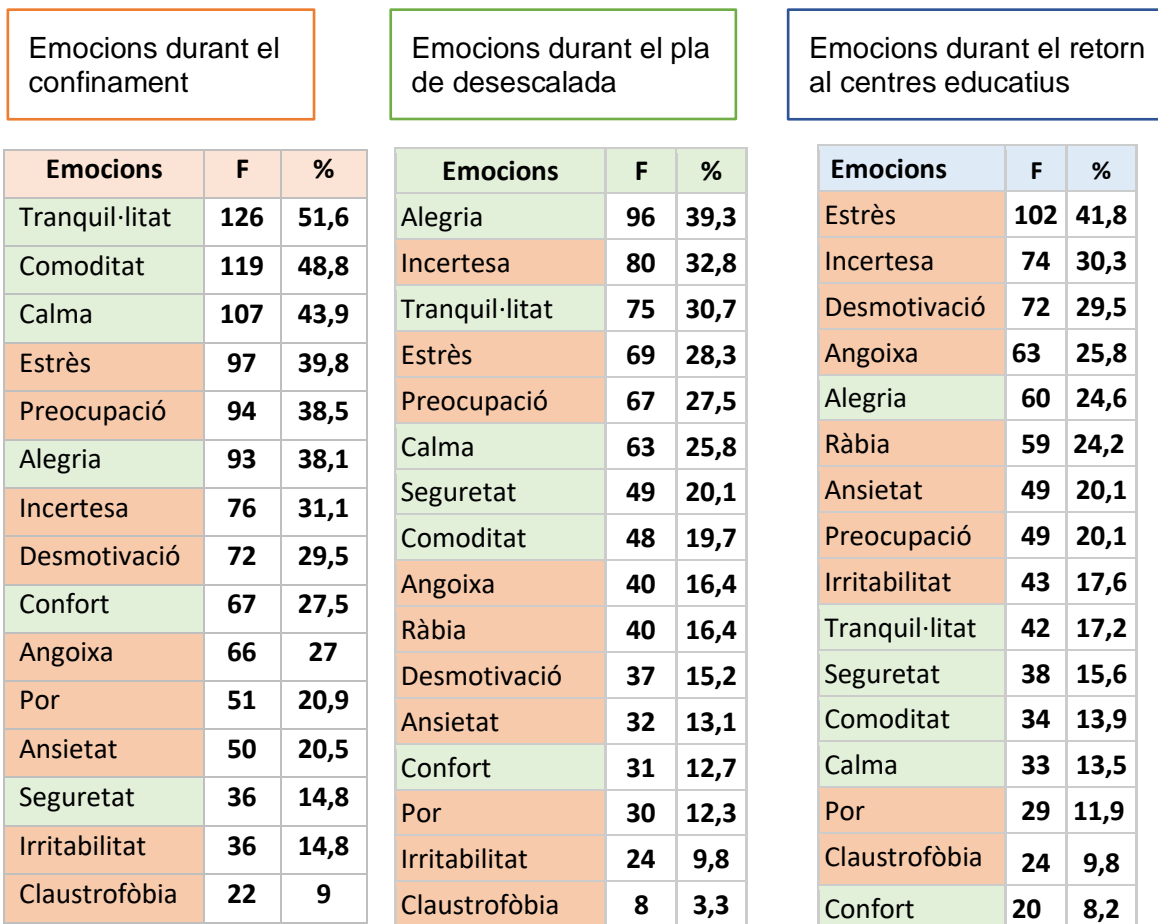 Emocions durant el
confinament
Emocions durant el pla
de desescalada
Emocions durant el retorn
al centres educatius
Emocions F %
Tranquil·litat 126 51,6
Comoditat 119 48,8
Calma 107 43,9
Estrès 97 39,8
Preocupació 94 38,5
Alegria 93 38,1
Incertesa 76 31,1
Desmotivació 72 29,5
Confort 67 27,5
Angoixa 66 27
Por 51 20,9
Ansietat 50 20,5
Seguretat 36 14,8
Irritabilitat 36 14,8
Claustrofòbia 22 9
Emocions F %
Alegria 96 39,3
Incertesa 80 32,8
Tranquil·litat 75 30,7
Estrès 69 28,3
Preocupació 67 27,5
Calma 63 25,8
Seguretat 49 20,1
Comoditat 48 19,7
Angoixa 40 16,4
Ràbia 40 16,4
Desmotivació 37 15,2
Ansietat 32 13,1
Confort 31 12,7
Por 30 12,3
Irritabilitat 24 9,8
Claustrofòbia 8 3,3
Emocions F %
Estrès 102 41,8
Incertesa 74 30,3
Desmotivació 72 29,5
Angoixa 63 25,8
Alegria 60 24,6
Ràbia 59 24,2
Ansietat 49 20,1
Preocupació 49 20,1
Irritabilitat 43 17,6
Tranquil·litat 42 17,2
Seguretat 38 15,6
Comoditat 34 13,9
Calma 33 13,5
Por 29 11,9
Claustrofòbia 24 9,8
Confort 20 8,2